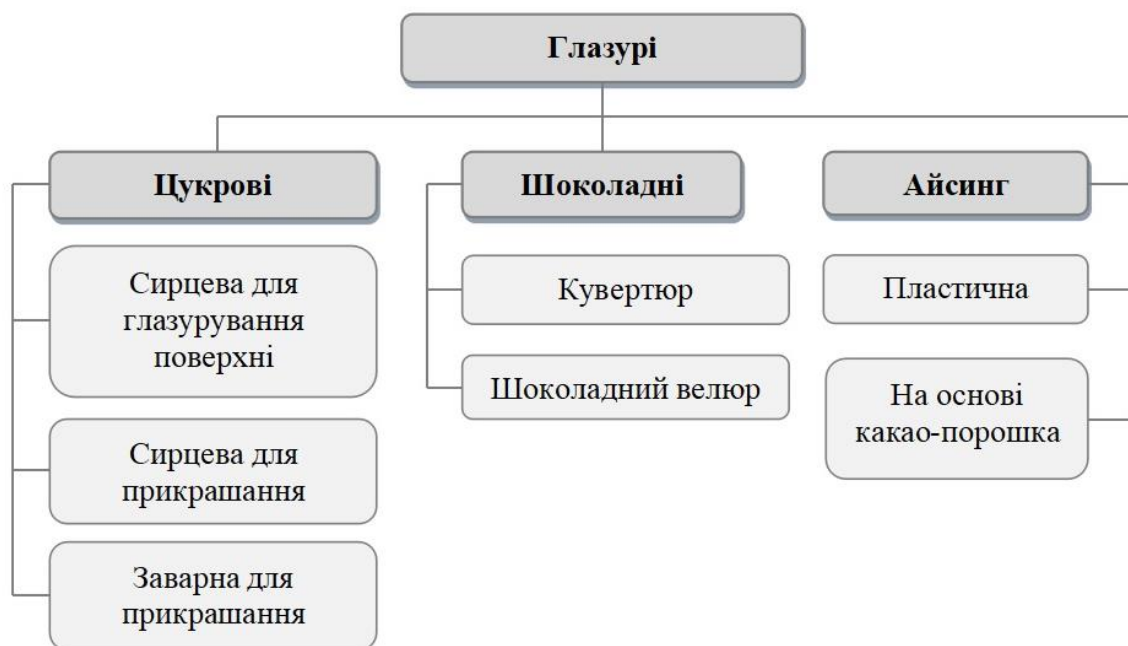 Глазурі
Цукрові
Сирцева для
глазурування
поверхні
Сирцева для
прикрашання
Заварна для
прикрашання
Шоколадні
Кувертюр
Шоколадний велюр
Айсинг
Пластична
На основі
какао-порошка